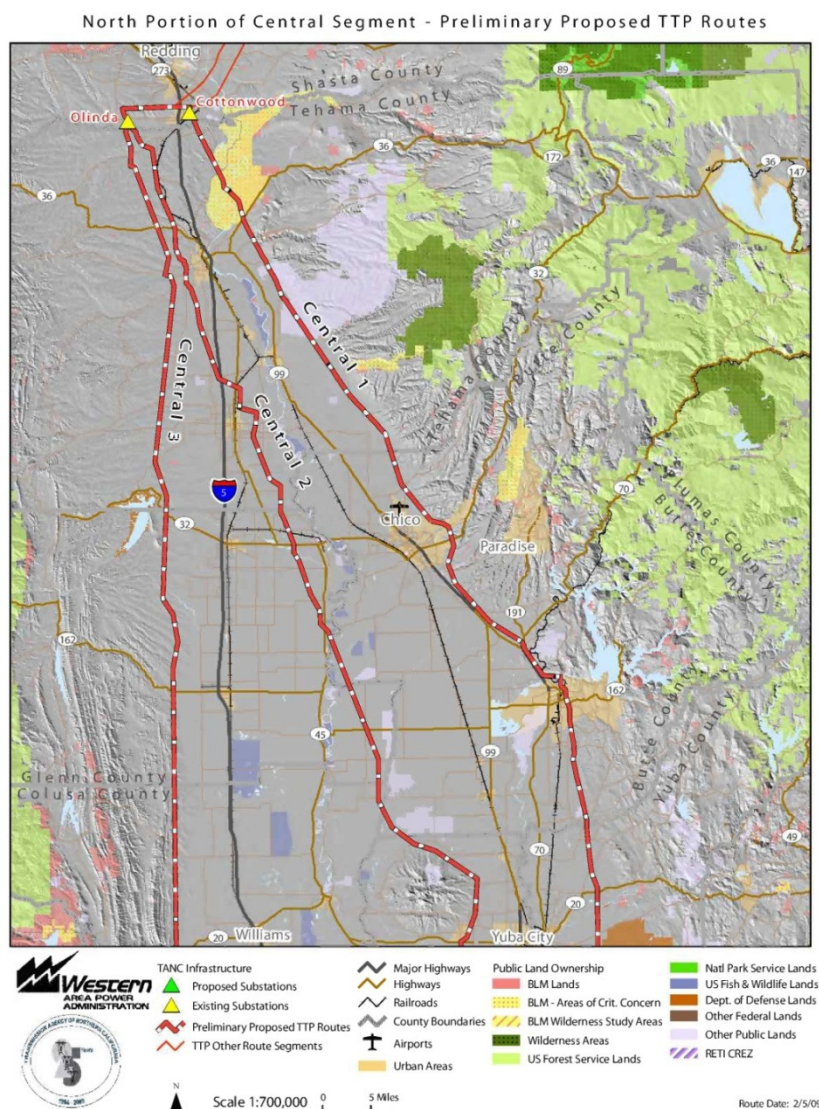 North Portion of Central Segment - Preliminary Proposed TTP Routes
Redding
273
89
Shasta County
Tehama County
Cottonwood
Olinda
36
172
36
147
36
32
Central 1
Tehama County
Butte County
Central 3
99
Central 2
70
5
Chico
Plumas County
Butte County
32
Paradise
191
162
162
Butte County
Yuba County
45
99
Glenn County
Colusa County
70
49
20
20
Williams
Yuba City
Western
AREA POWER
ADMINISTRATION
TANC Infrastructure
Proposed Substations
Existing Substations
Preliminary Proposed TTP Routes
TTP Other Route Segments
Major Highways
Highways
Railroads
County Boundaries
Airports
Urban Areas
Public Land Ownership
BLM Lands
BLM - Areas of Crit. Concern
BLM Wilderness Study Areas
Wilderness Areas
US Forest Service Lands
Natl Park Service Lands
US Fish & Wildlife Lands
Dept. of Defense Lands
Other Federal Lands
Other Public Lands
RETI CREZ
N
Scale 1:700,000
0 5 Miles
Route Date: 2/5/09